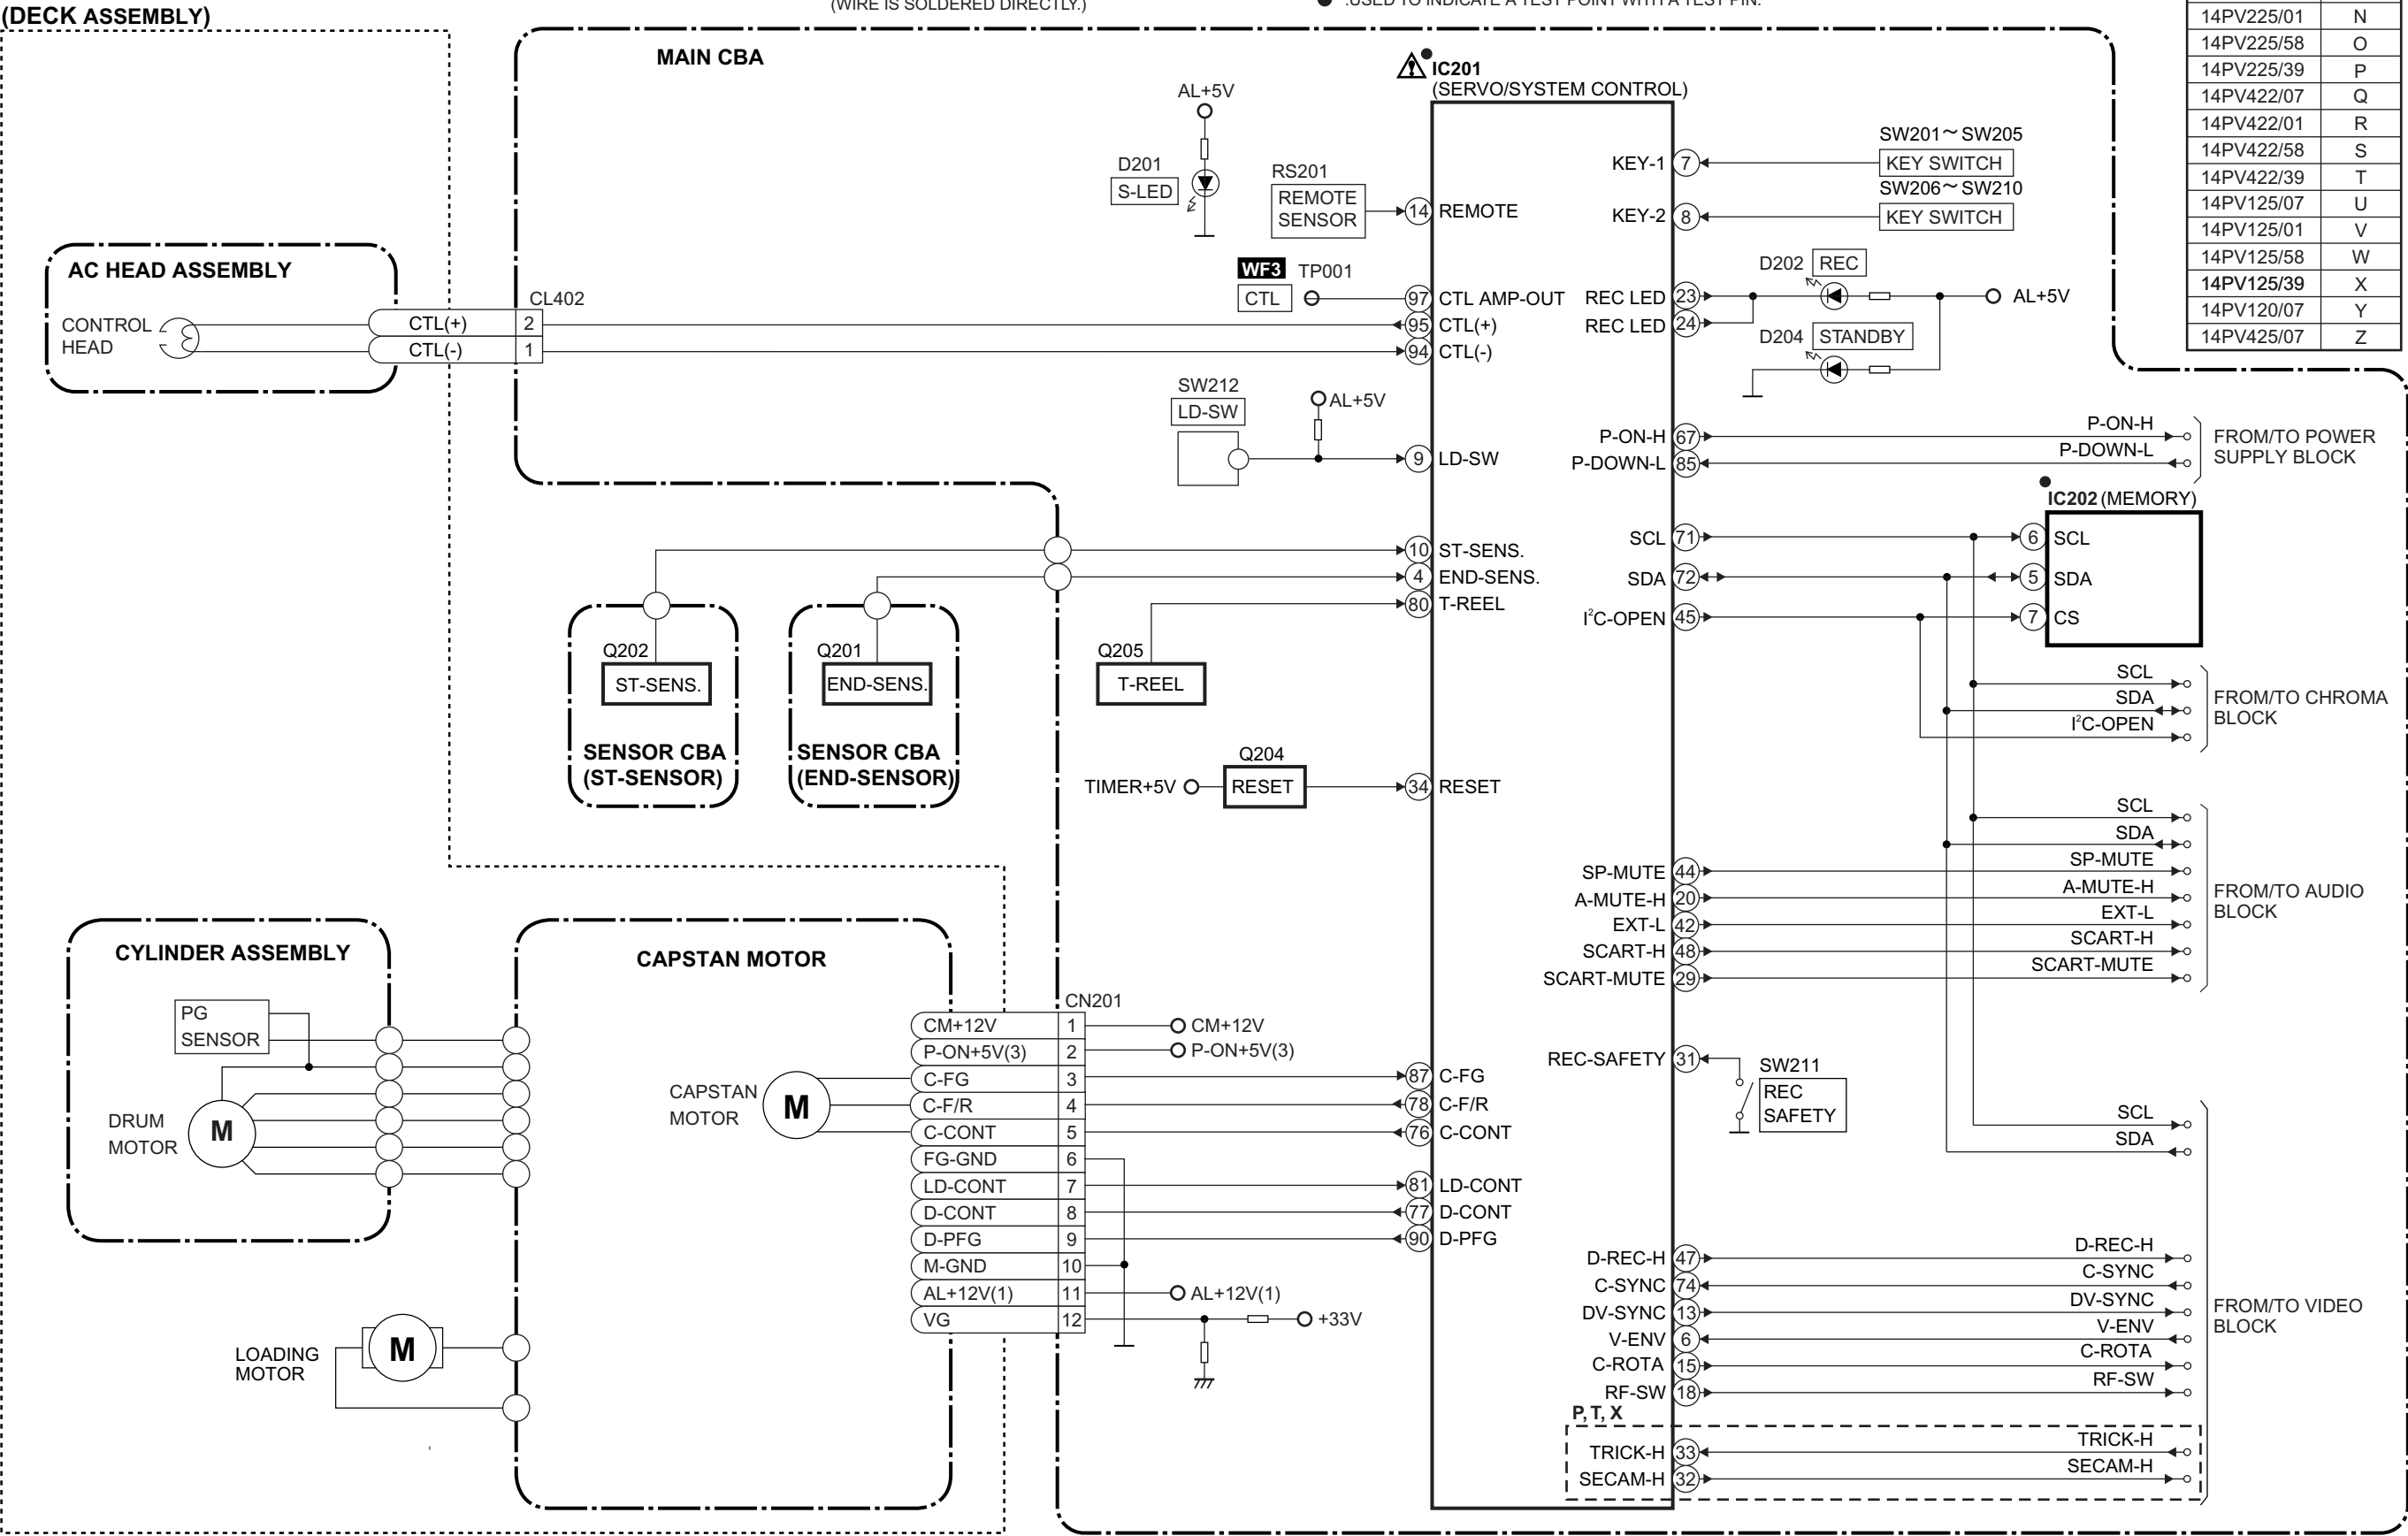 (DECK ASSEMBLY)
(WIRE IS SOLDERED DIRECTLY.)
:USED TO INDICATE A TEST POINT WITH A TEST PIN.
14PV225/01 N
14PV225/58 O
14PV225/39 P
14PV422/07 Q
14PV422/01 R
14PV422/58 S
14PV422/39 T
14PV125/07 U
14PV125/01 V
14PV125/58 W
14PV125/39 X
14PV120/07 Y
14PV425/07 Z
MAIN CBA
IC201
(SERVO/SYSTEM CONTROL)
AL+5V
D201
S-LED
RS201
REMOTE
SENSOR
14 REMOTE
KEY-1 7
SW201~SW205
KEY SWITCH
SW206~SW210
KEY-2 8
KEY SWITCH
AC HEAD ASSEMBLY
CONTROL
HEAD
CL402
CTL(+) 2
CTL(-) 1
WF3 TP001
CTL
97 CTL AMP-OUT
95 CTL(+)
94 CTL(-)
REC LED 23
REC LED 24
D202 REC
AL+5V
D204 STANDBY
SW212
LD-SW
AL+5V
9 LD-SW
P-ON-H 67
P-DOWN-L 85
P-ON-H
P-DOWN-L
FROM/TO POWER
SUPPLY BLOCK
IC202 (MEMORY)
10 ST-SENS.
4 END-SENS.
80 T-REEL
SCL 71
SDA 72
I²C-OPEN 45
6 SCL
5 SDA
7 CS
Q202
ST-SENS.
SENSOR CBA
(ST-SENSOR)
Q201
END-SENS.
SENSOR CBA
(END-SENSOR)
Q205
T-REEL
SCL
SDA
I²C-OPEN
FROM/TO CHROMA
BLOCK
Q204
TIMER+5V
RESET
34 RESET
SCL
SDA
SP-MUTE 44
A-MUTE-H 20
EXT-L 42
SCART-H 48
SCART-MUTE 29
SP-MUTE
A-MUTE-H
EXT-L
SCART-H
SCART-MUTE
FROM/TO AUDIO
BLOCK
CYLINDER ASSEMBLY
PG
SENSOR
DRUM
MOTOR
M
CAPSTAN MOTOR
CAPSTAN
MOTOR
M
CN201
CM+12V 1
P-ON+5V(3) 2
C-FG 3
C-F/R 4
C-CONT 5
FG-GND 6
LD-CONT 7
D-CONT 8
D-PFG 9
M-GND 10
AL+12V(1) 11
VG 12
CM+12V
P-ON+5V(3)
AL+12V(1)
+33V
87 C-FG
78 C-F/R
76 C-CONT
81 LD-CONT
77 D-CONT
90 D-PFG
REC-SAFETY 31
SW211
REC
SAFETY
SCL
SDA
LOADING
MOTOR
M
D-REC-H 47
C-SYNC 74
DV-SYNC 13
V-ENV 6
C-ROTA 15
RF-SW 18
D-REC-H
C-SYNC
DV-SYNC
V-ENV
C-ROTA
RF-SW
FROM/TO VIDEO
BLOCK
P, T, X
TRICK-H 33
SECAM-H 32
TRICK-H
SECAM-H